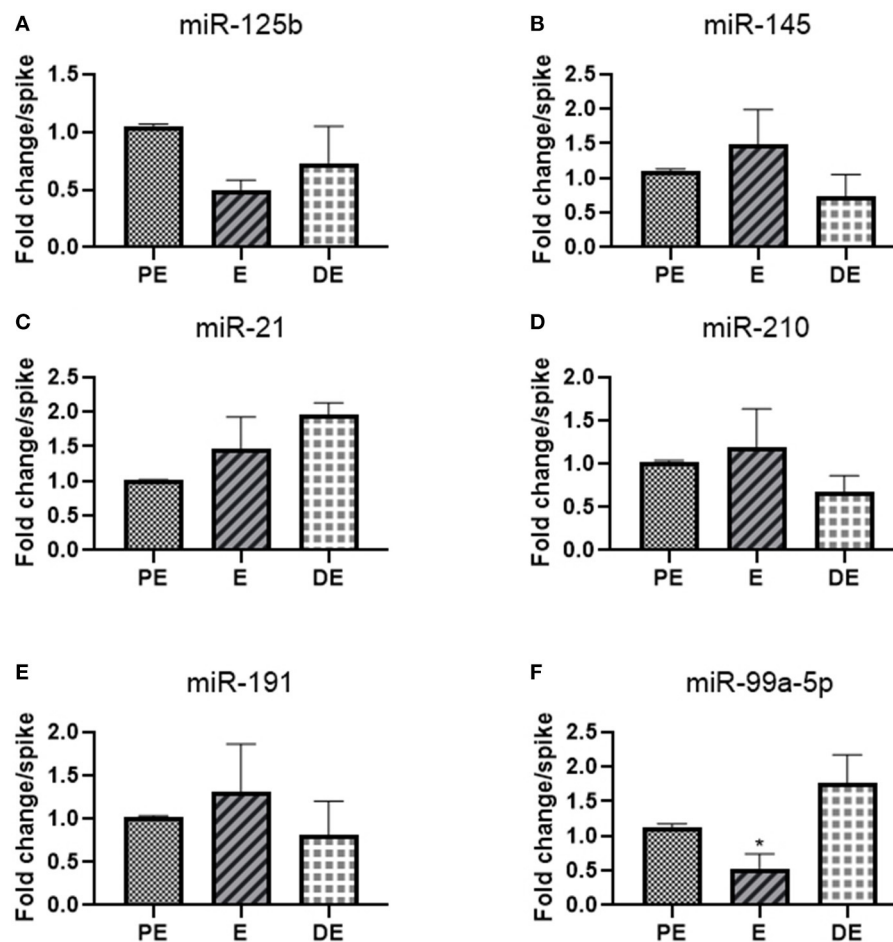 A
miR-125b
Fold change/spike
1.5
1.0
0.5
0.0
PE E DE
B
miR-145
Fold change/spike
2.5
2.0
1.5
1.0
0.5
0.0
PE E DE
C
miR-21
Fold change/spike
2.5
2.0
1.5
1.0
0.5
0.0
PE E DE
D
miR-210
Fold change/spike
2.0
1.5
1.0
0.5
0.0
PE E DE
E
miR-191
Fold change/spike
2.0
1.5
1.0
0.5
0.0
PE E DE
F
miR-99a-5p
Fold change/spike
2.5
2.0
1.5
1.0
0.5
0.0
*
PE E DE